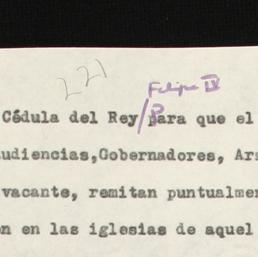 221
Felipe IV
Cédula del Rey / para que el
udiencias, Gobernadores, Ar
vacante, remitan puntualme
n en las iglesias de aquel